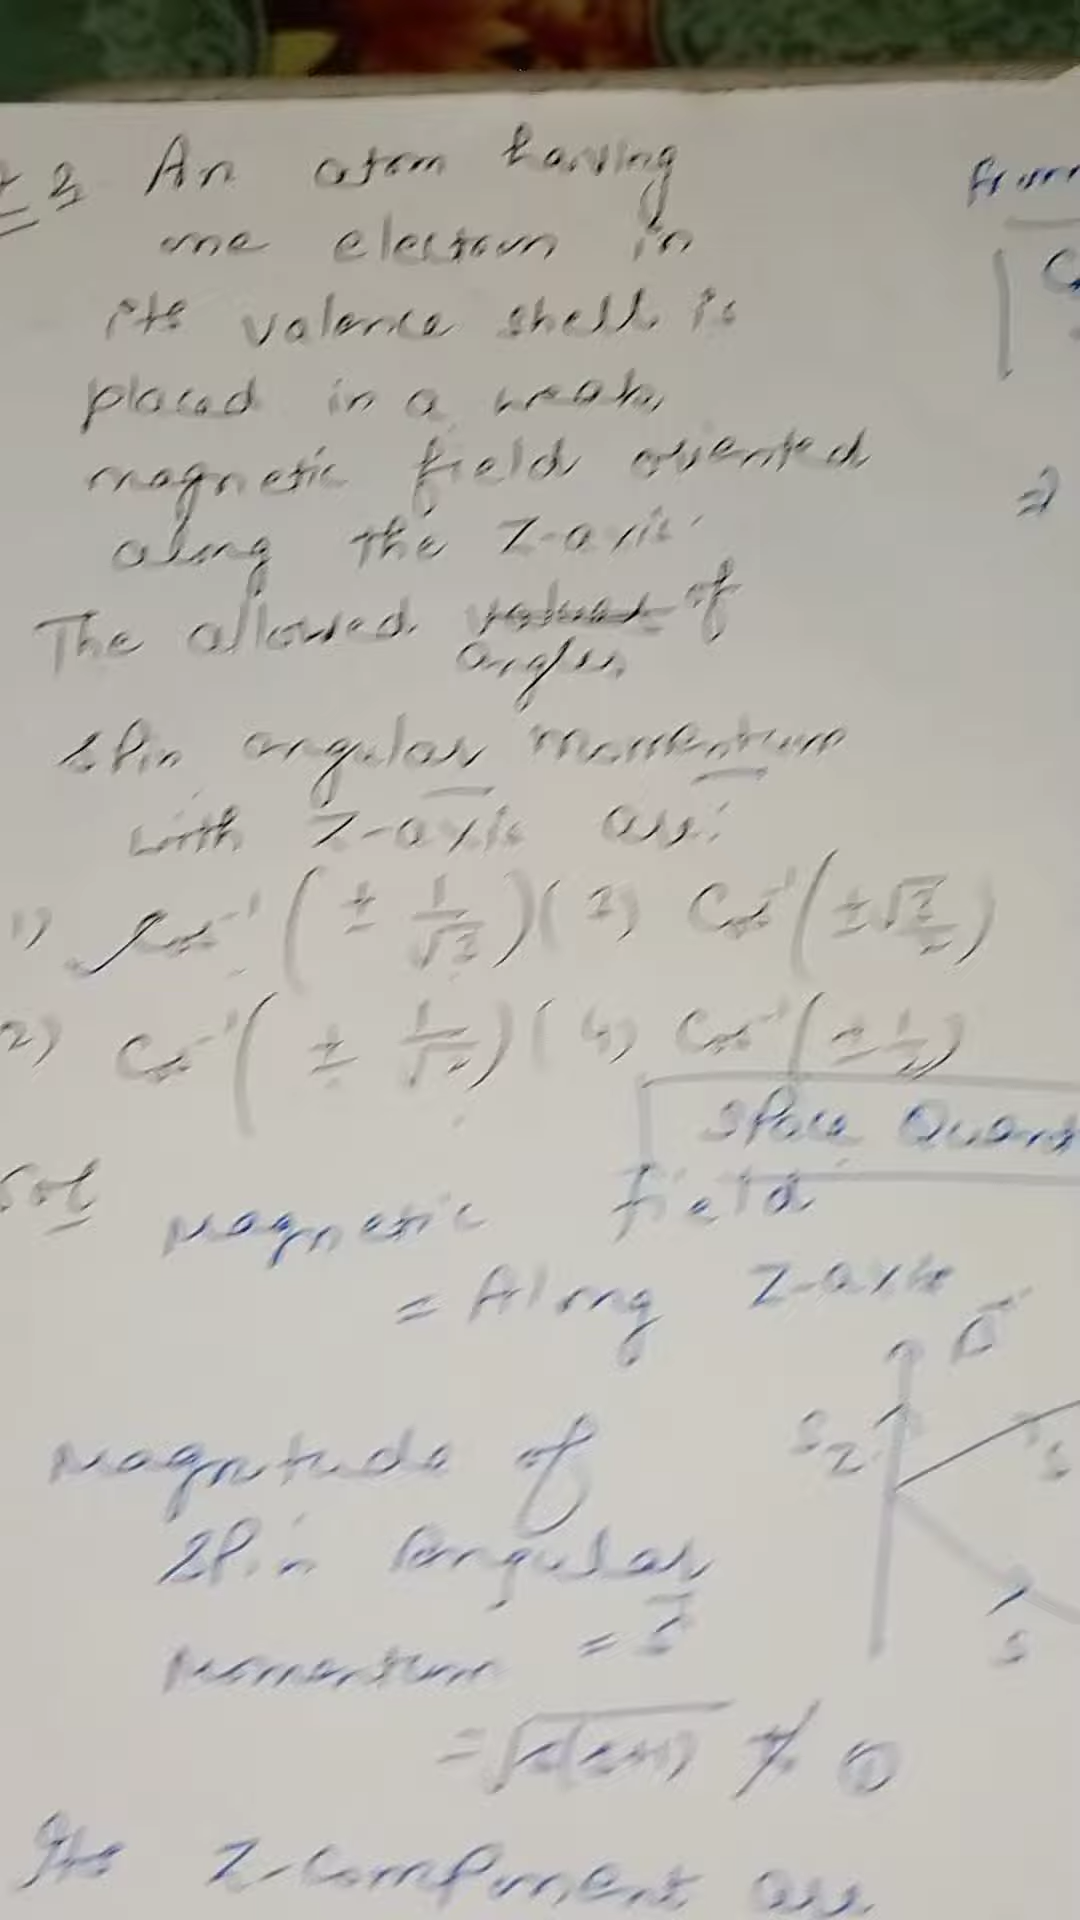 An atom having
one electron in
its valence shell is
placed in a weak,
magnetic field oriented
along the Z-axis.
The allowed of
angles
spin angular momentum
with Z-axis are:
1) Cos⁻¹ (± 1/√3) (3) Cos⁻¹ (±√3/2)
2) Cos⁻¹ (± 1/√2) (4) Cos⁻¹ (± 1/2)
Space Quant
Sol Magnetic field
= Along Z-axis
B
Sz
S
Magnitude of
Spin Angular
Momentum = S
S
= √s(s+1) ħ ①
Its Z-Component are